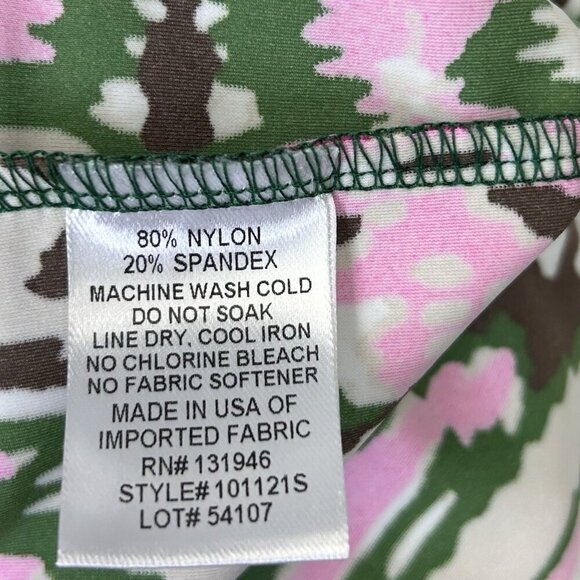 80% NYLON
20% SPANDEX
MACHINE WASH COLD
DO NOT SOAK
LINE DRY, COOL IRON
NO CHLORINE BLEACH
NO FABRIC SOFTENER
MADE IN USA OF
IMPORTED FABRIC
RN# 131946
STYLE# 101121S
LOT# 54107